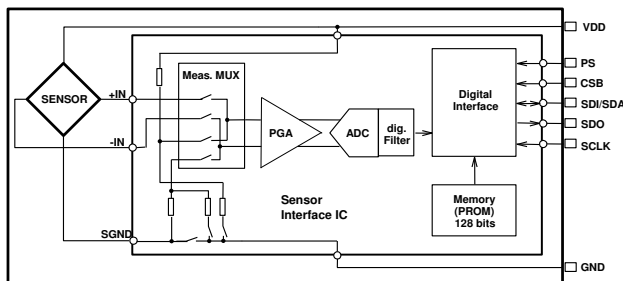 VDD
Meas. MUX
PS
SENSOR
+IN
Digital
Interface
CSB
SDI/SDA
-IN
PGA
ADC
dig.
Filter
SDO
SCLK
Sensor
Interface IC
Memory
(PROM)
128 bits
SGND
GND